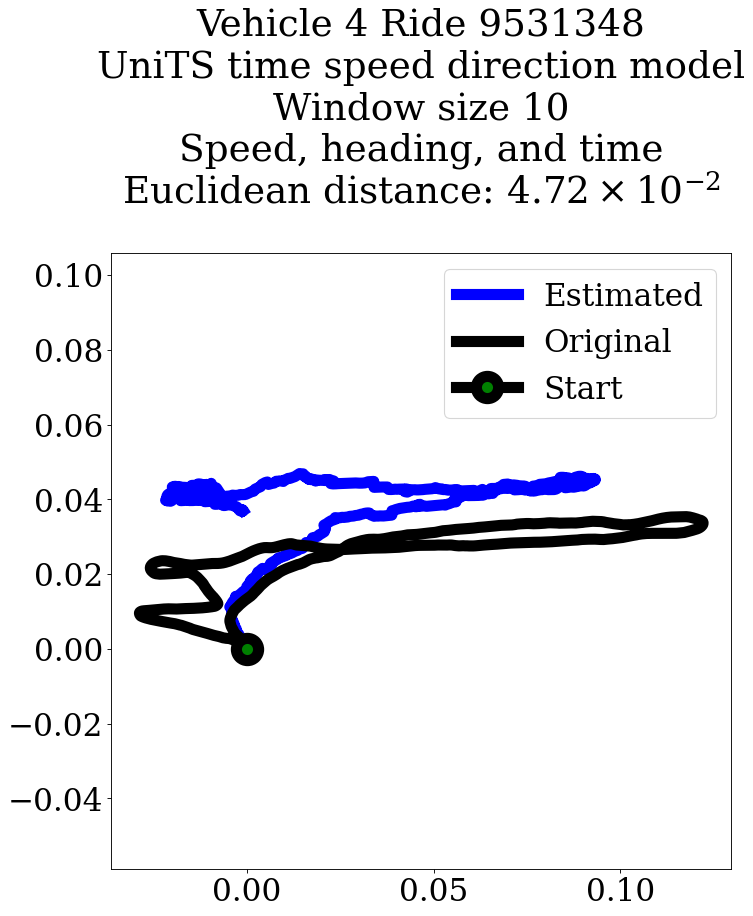 Vehicle 4 Ride 9531348
UniTS time speed direction model
Window size 10
Speed, heading, and time
Euclidean distance: 4.72 × 10⁻²
Estimated
Original
Start
0.10
0.08
0.06
0.04
0.02
0.00
−0.02
−0.04
0.00 0.05 0.10